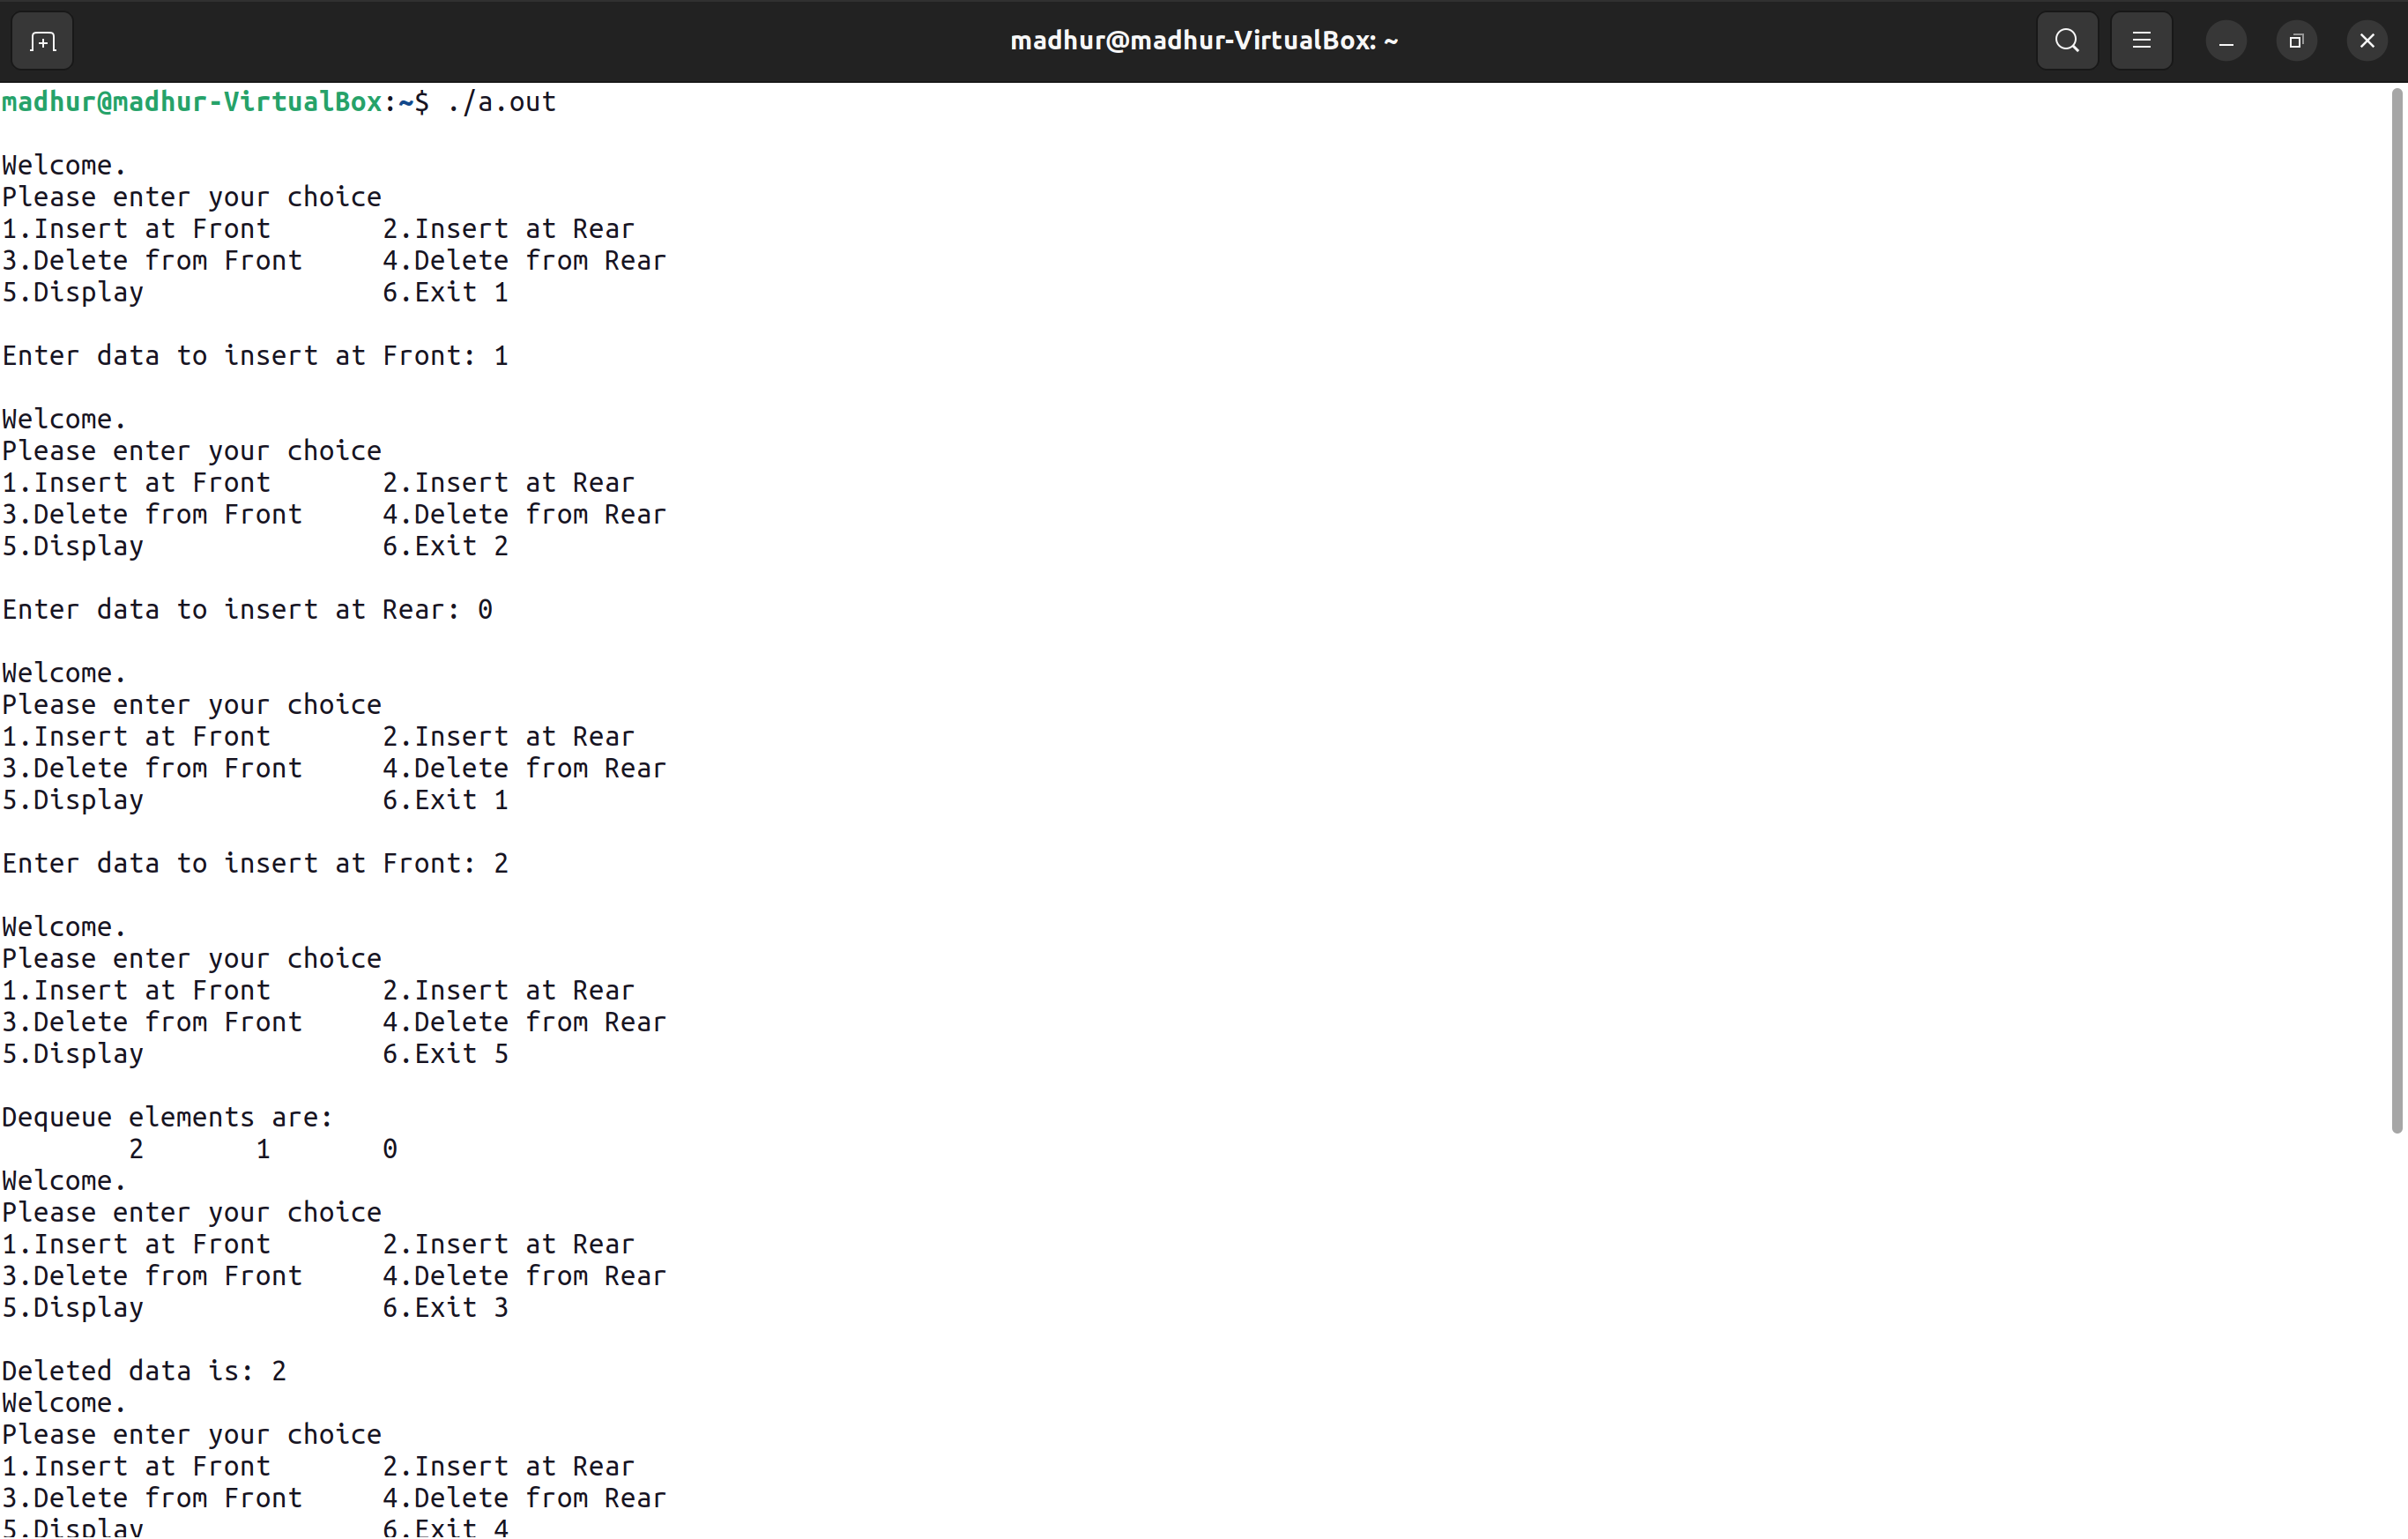 madhur@madhur-VirtualBox: ~
madhur@madhur-VirtualBox:~$ ./a.out
Welcome.
Please enter your choice
1.Insert at Front       2.Insert at Rear
3.Delete from Front     4.Delete from Rear
5.Display               6.Exit 1
Enter data to insert at Front: 1
Welcome.
Please enter your choice
1.Insert at Front       2.Insert at Rear
3.Delete from Front     4.Delete from Rear
5.Display               6.Exit 2
Enter data to insert at Rear: 0
Welcome.
Please enter your choice
1.Insert at Front       2.Insert at Rear
3.Delete from Front     4.Delete from Rear
5.Display               6.Exit 1
Enter data to insert at Front: 2
Welcome.
Please enter your choice
1.Insert at Front       2.Insert at Rear
3.Delete from Front     4.Delete from Rear
5.Display               6.Exit 5
Dequeue elements are:
        2       1       0
Welcome.
Please enter your choice
1.Insert at Front       2.Insert at Rear
3.Delete from Front     4.Delete from Rear
5.Display               6.Exit 3
Deleted data is: 2
Welcome.
Please enter your choice
1.Insert at Front       2.Insert at Rear
3.Delete from Front     4.Delete from Rear
5.Display               6.Exit 4